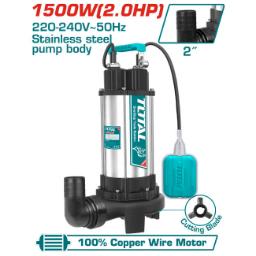 1500W(2.0HP)
220-240V~50Hz
Stainless steel
pump body
2"
TOTAL
Cutting Blade
100% Copper Wire Motor